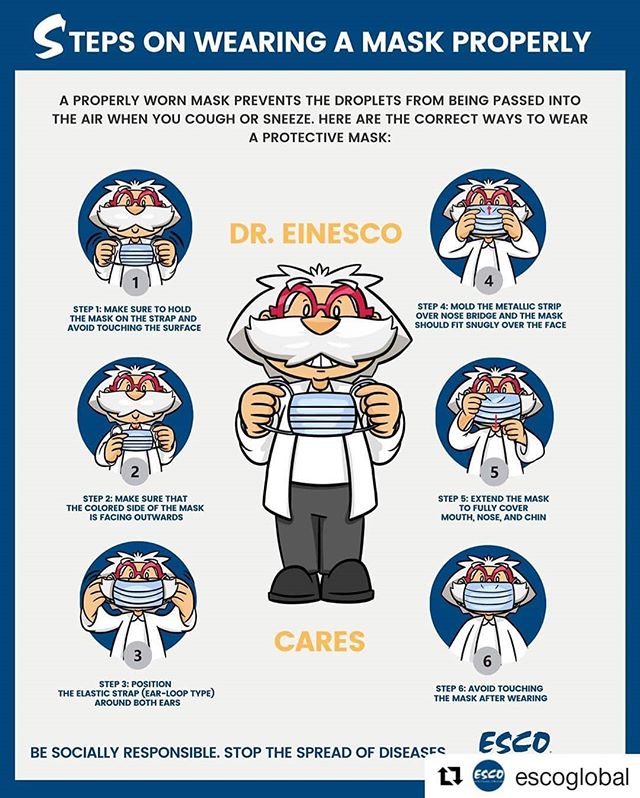 STEPS ON WEARING A MASK PROPERLY
A PROPERLY WORN MASK PREVENTS THE DROPLETS FROM BEING PASSED INTO
THE AIR WHEN YOU COUGH OR SNEEZE. HERE ARE THE CORRECT WAYS TO WEAR
A PROTECTIVE MASK:
DR. EINESCO
1
STEP 1: MAKE SURE TO HOLD
THE MASK ON THE STRAP AND
AVOID TOUCHING THE SURFACE
2
STEP 2: MAKE SURE THAT
THE COLORED SIDE OF THE MASK
IS FACING OUTWARDS
3
STEP 3: POSITION
THE ELASTIC STRAP (EAR-LOOP TYPE)
AROUND BOTH EARS
4
STEP 4: MOLD THE METALLIC STRIP
OVER NOSE BRIDGE AND THE MASK
SHOULD FIT SNUGLY OVER THE FACE
5
STEP 5: EXTEND THE MASK
TO FULLY COVER
MOUTH, NOSE, AND CHIN
6
STEP 6: AVOID TOUCHING
THE MASK AFTER WEARING
CARES
BE SOCIALLY RESPONSIBLE. STOP THE SPREAD OF DISEASES
ESCO
ESCO
escoglobal